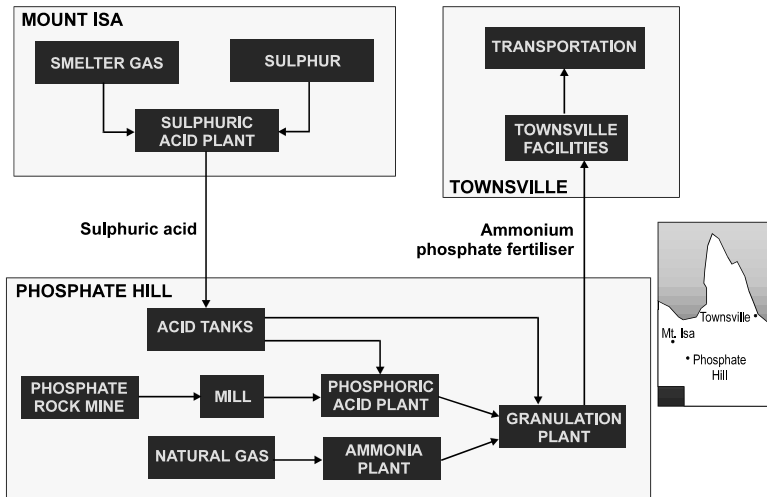 MOUNT ISA
SMELTER GAS
SULPHUR
SULPHURIC
ACID PLANT
TRANSPORTATION
TOWNSVILLE
FACILITIES
TOWNSVILLE
Sulphuric acid
Ammonium
phosphate fertiliser
PHOSPHATE HILL
ACID TANKS
PHOSPHATE
ROCK MINE
MILL
PHOSPHORIC
ACID PLANT
GRANULATION
PLANT
NATURAL GAS
AMMONIA
PLANT
Townsville
Mt. Isa
Phosphate
Hill